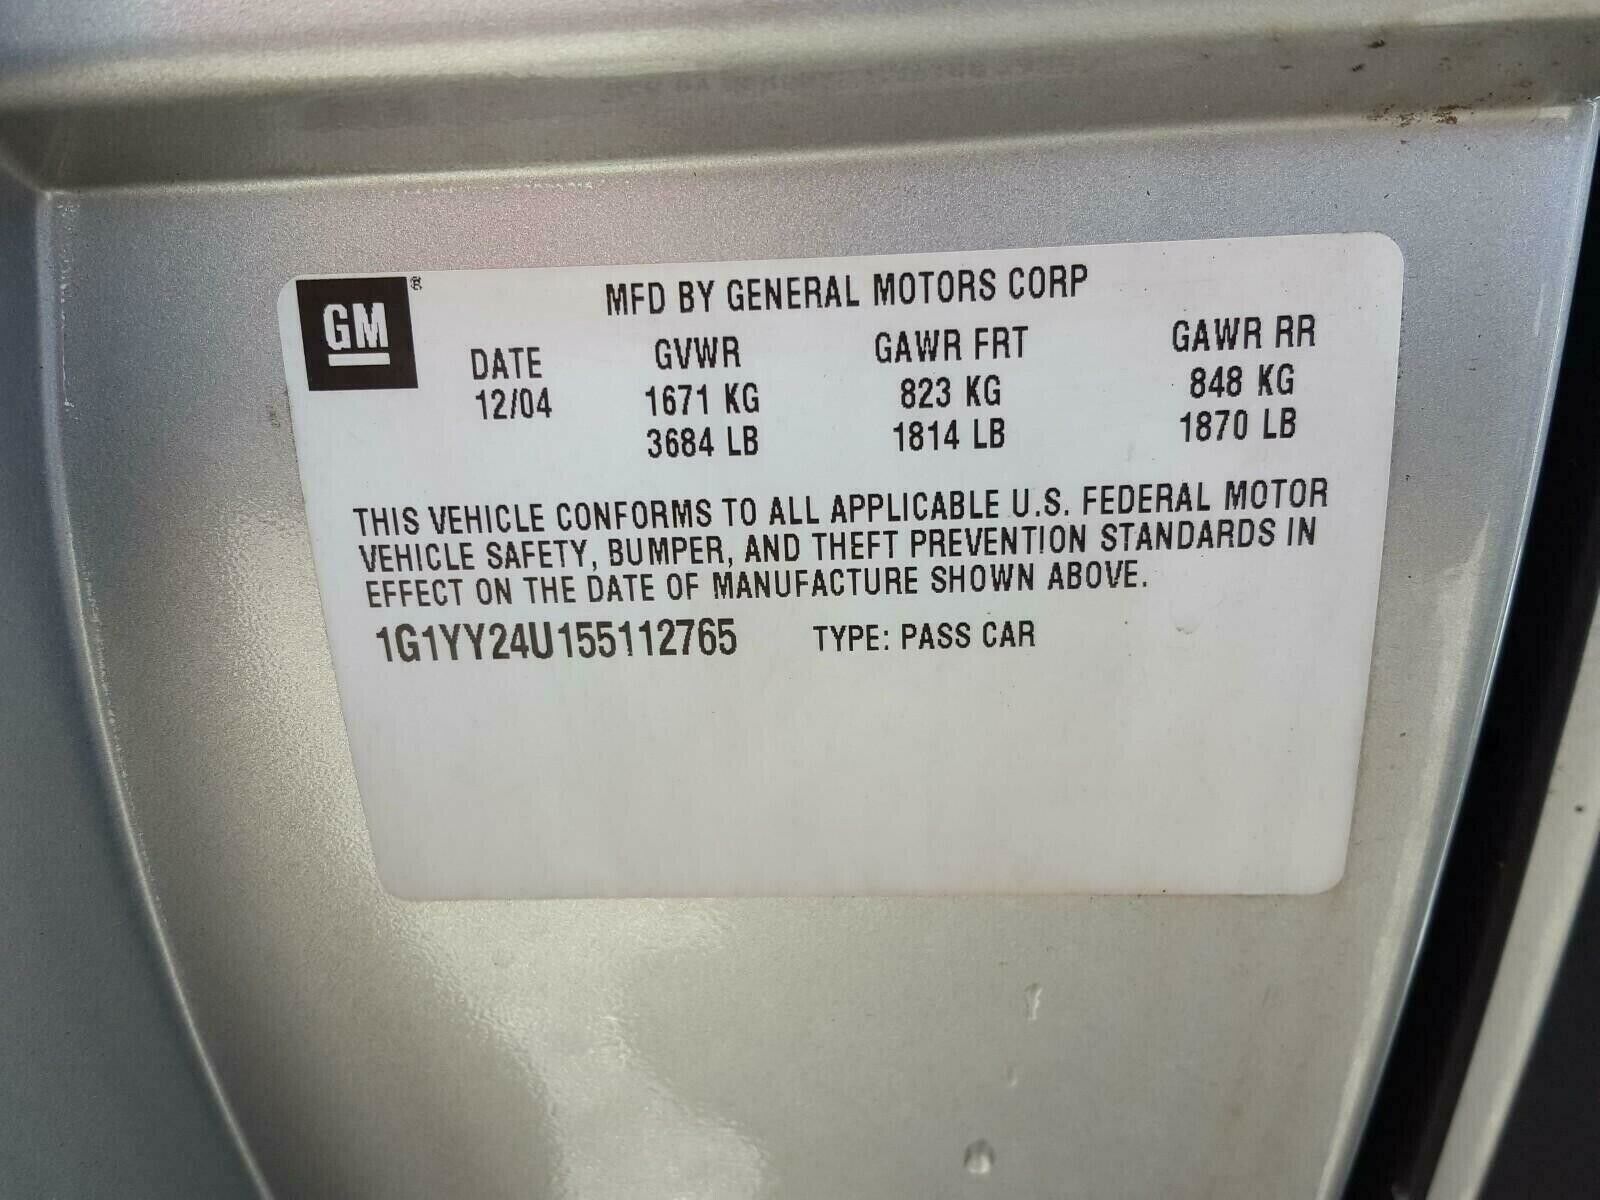 GM®
MFD BY GENERAL MOTORS CORP
DATE GVWR GAWR FRT GAWR RR
12/04 1671 KG 823 KG 848 KG
3684 LB 1814 LB 1870 LB
THIS VEHICLE CONFORMS TO ALL APPLICABLE U.S. FEDERAL MOTOR
VEHICLE SAFETY, BUMPER, AND THEFT PREVENTION STANDARDS IN
EFFECT ON THE DATE OF MANUFACTURE SHOWN ABOVE.
1G1YY24U155112765 TYPE: PASS CAR